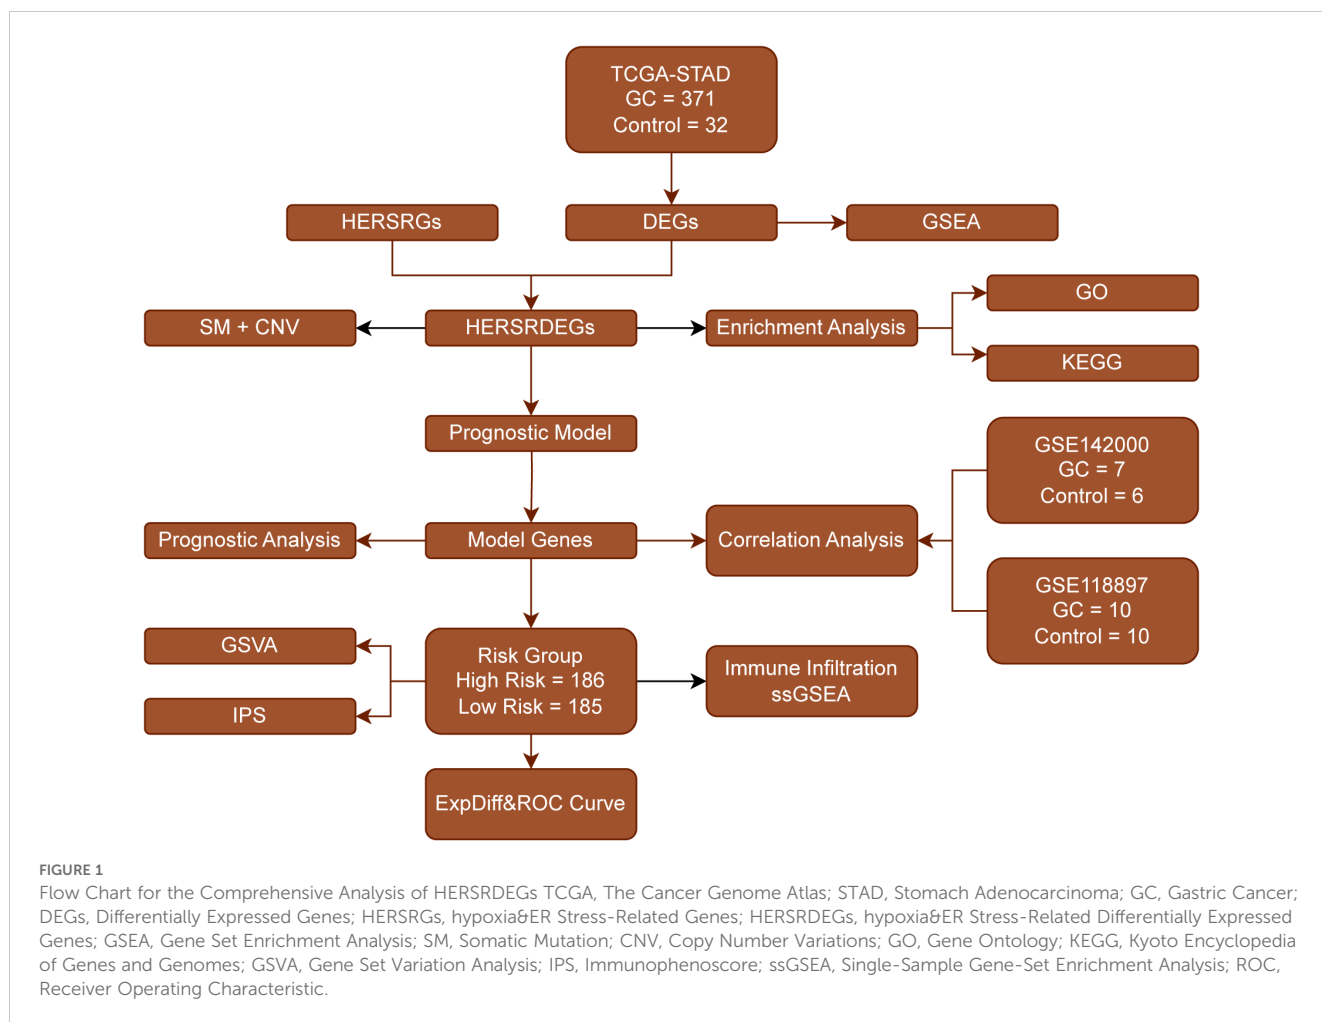 TCGA-STAD
GC = 371
Control = 32
HERSRGs
DEGs
GSEA
GO
SM + CNV
HERSRDEGs
Enrichment Analysis
KEGG
Prognostic Model
GSE142000
GC = 7
Control = 6
Prognostic Analysis
Model Genes
Correlation Analysis
GSE118897
GC = 10
Control = 10
GSVA
Risk Group
High Risk = 186
Low Risk = 185
Immune Infiltration
ssGSEA
IPS
ExpDiff&ROC Curve
FIGURE 1
Flow Chart for the Comprehensive Analysis of HERSRDEGs TCGA, The Cancer Genome Atlas; STAD, Stomach Adenocarcinoma; GC, Gastric Cancer;
DEGs, Differentially Expressed Genes; HERSRGs, hypoxia&ER Stress-Related Genes; HERSRDEGs, hypoxia&ER Stress-Related Differentially Expressed
Genes; GSEA, Gene Set Enrichment Analysis; SM, Somatic Mutation; CNV, Copy Number Variations; GO, Gene Ontology; KEGG, Kyoto Encyclopedia
of Genes and Genomes; GSVA, Gene Set Variation Analysis; IPS, Immunophenoscore; ssGSEA, Single-Sample Gene-Set Enrichment Analysis; ROC,
Receiver Operating Characteristic.